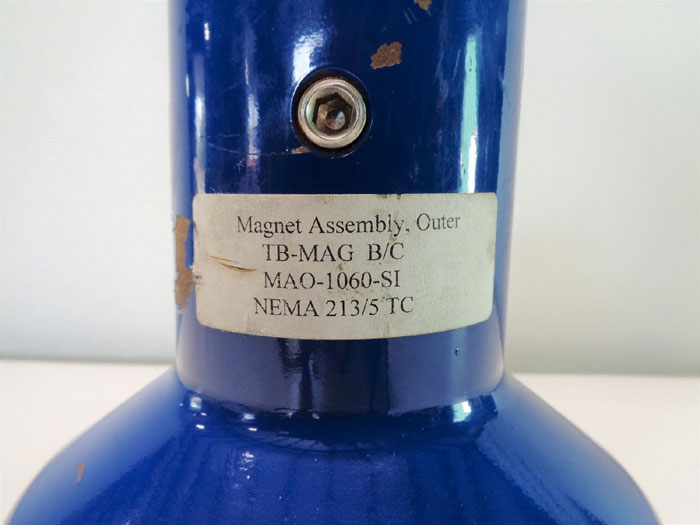 Magnet Assembly, Outer
TB-MAG B/C
MAO-1060-SI
NEMA 213/5 TC